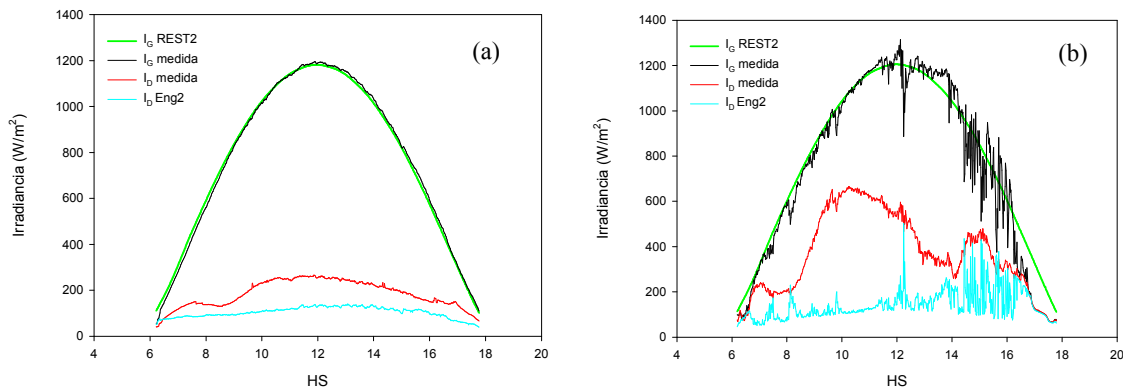 (a)
I_G REST2
I_G medida
I_D medida
I_D Eng2
Irradiancia (W/m²)
1400
1200
1000
800
600
400
200
0
4 6 8 10 12 14 16 18 20
HS
(b)
I_G REST2
I_G medida
I_D medida
I_D Eng2
Irradiancia (W/m²)
1400
1200
1000
800
600
400
200
0
4 6 8 10 12 14 16 18 20
HS